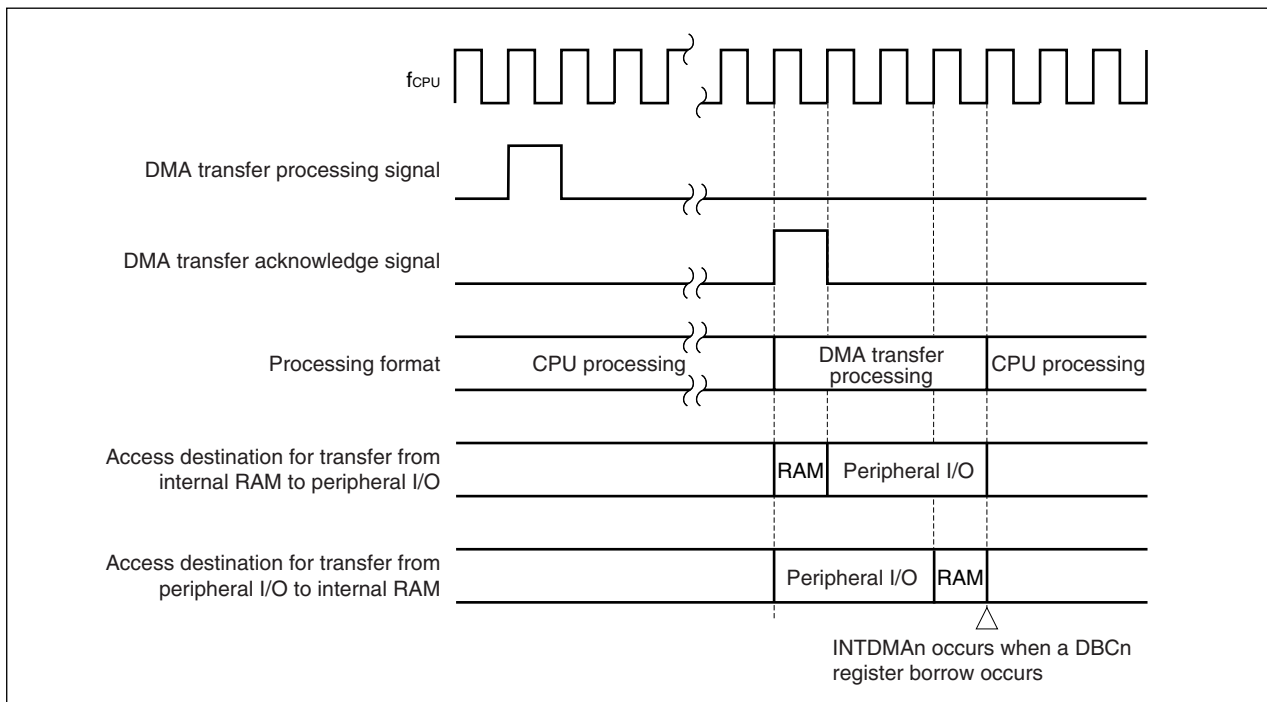 fCPU
DMA transfer processing signal
DMA transfer acknowledge signal
Processing format
CPU processing
DMA transfer
processing
CPU processing
Access destination for transfer from
internal RAM to peripheral I/O
RAM
Peripheral I/O
Access destination for transfer from
peripheral I/O to internal RAM
Peripheral I/O
RAM
INTDMAn occurs when a DBCn
register borrow occurs